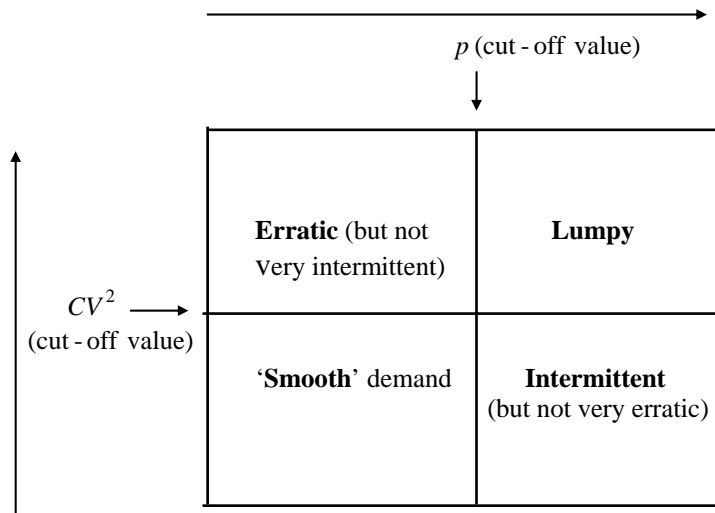 p (cut - off value)
Erratic (but not
very intermittent)
Lumpy
CV²
(cut - off value)
‘Smooth’ demand
Intermittent
(but not very erratic)